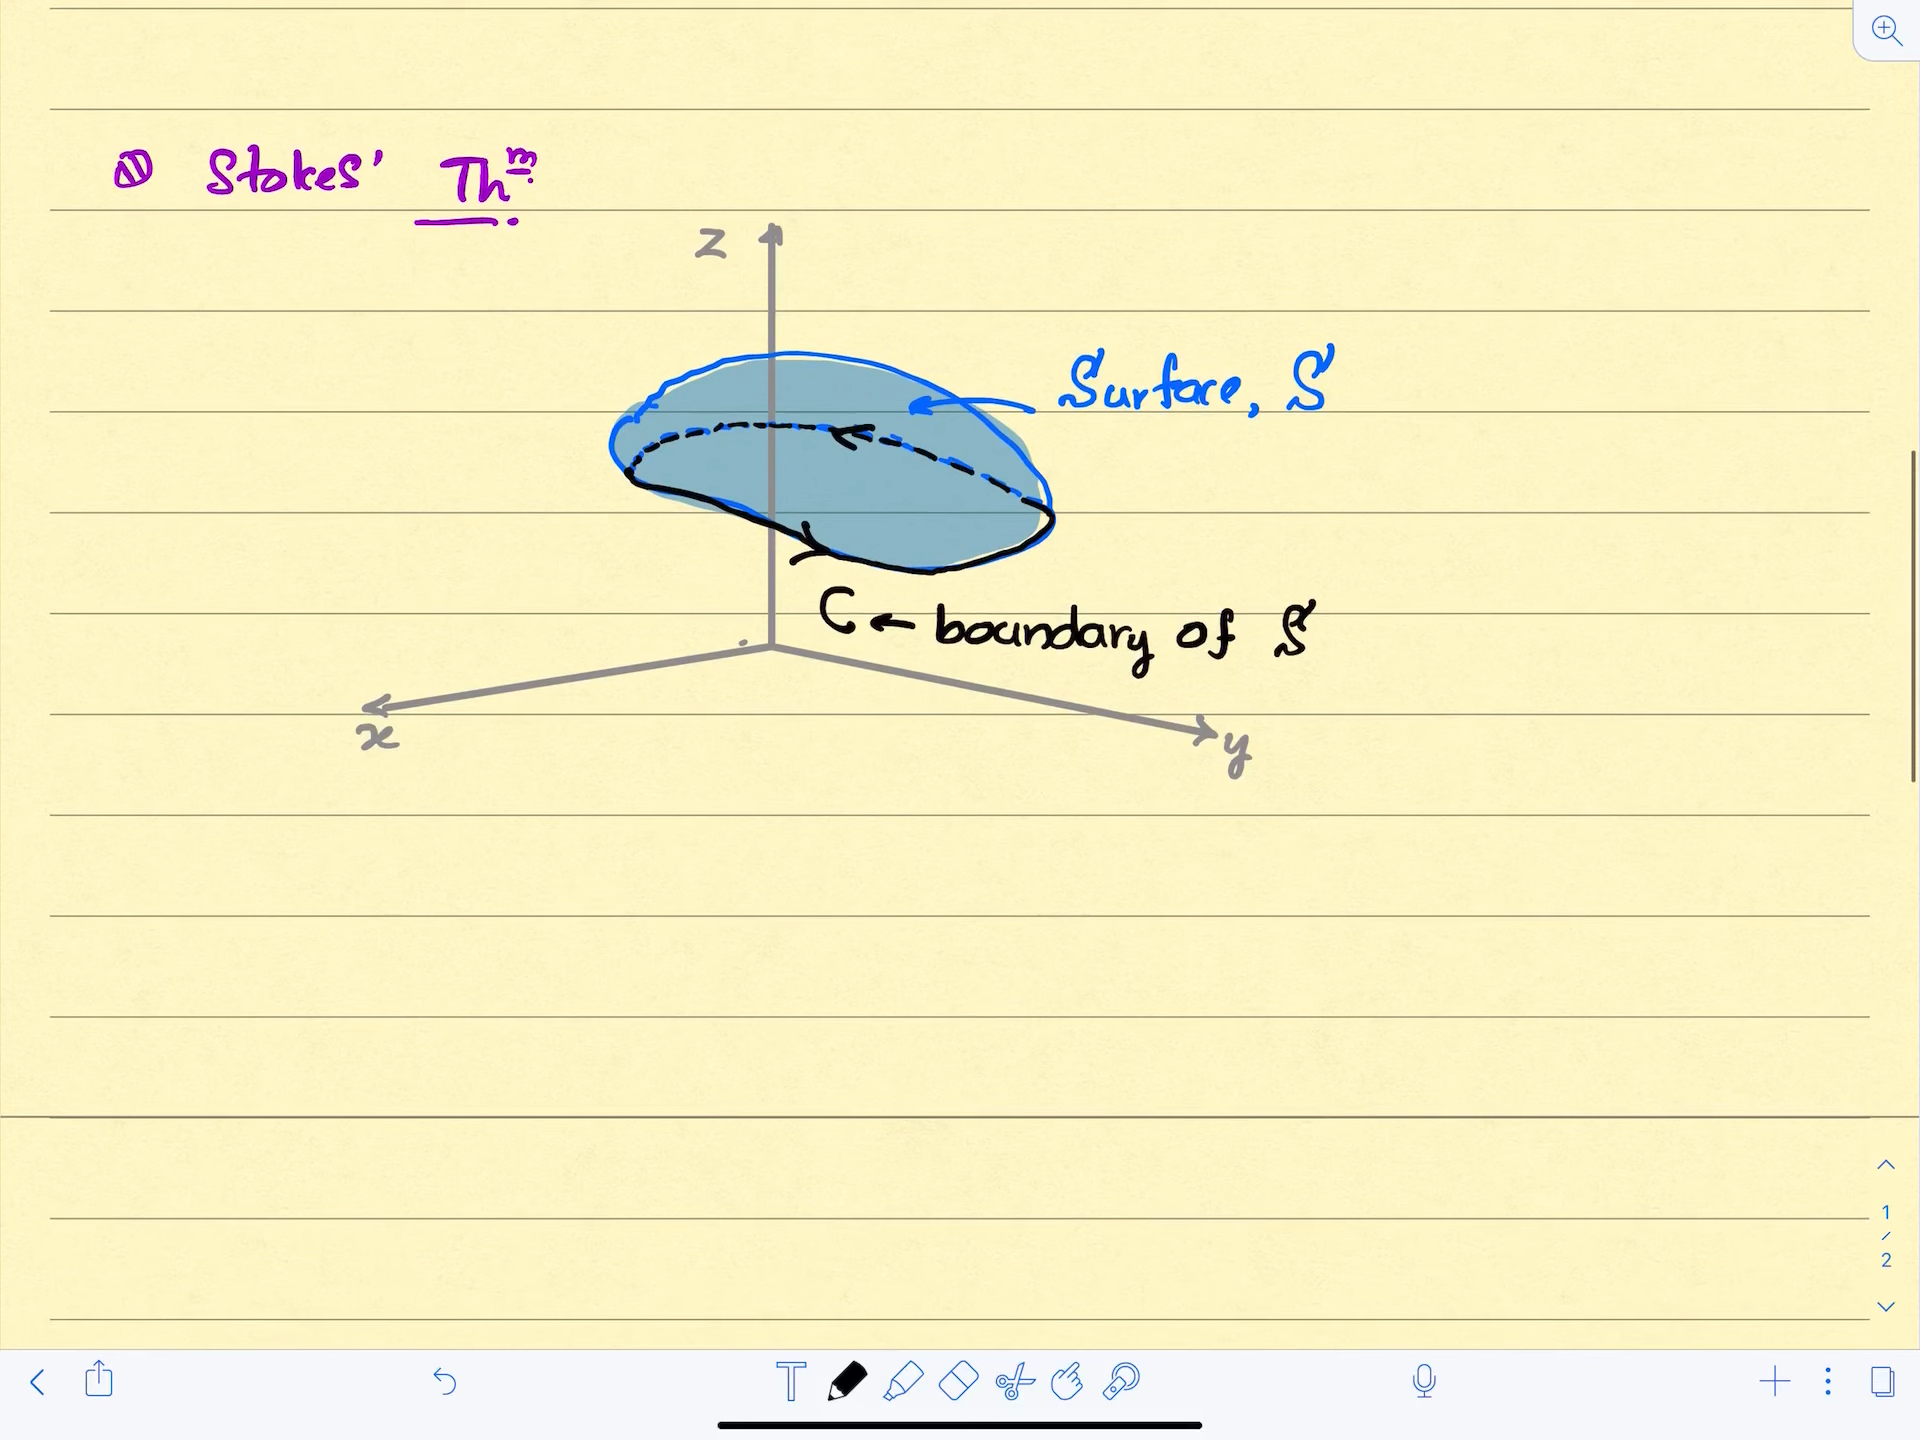 Stokes' Thm
z
Surface, S
C ← boundary of S
x
y
1
/
2
T